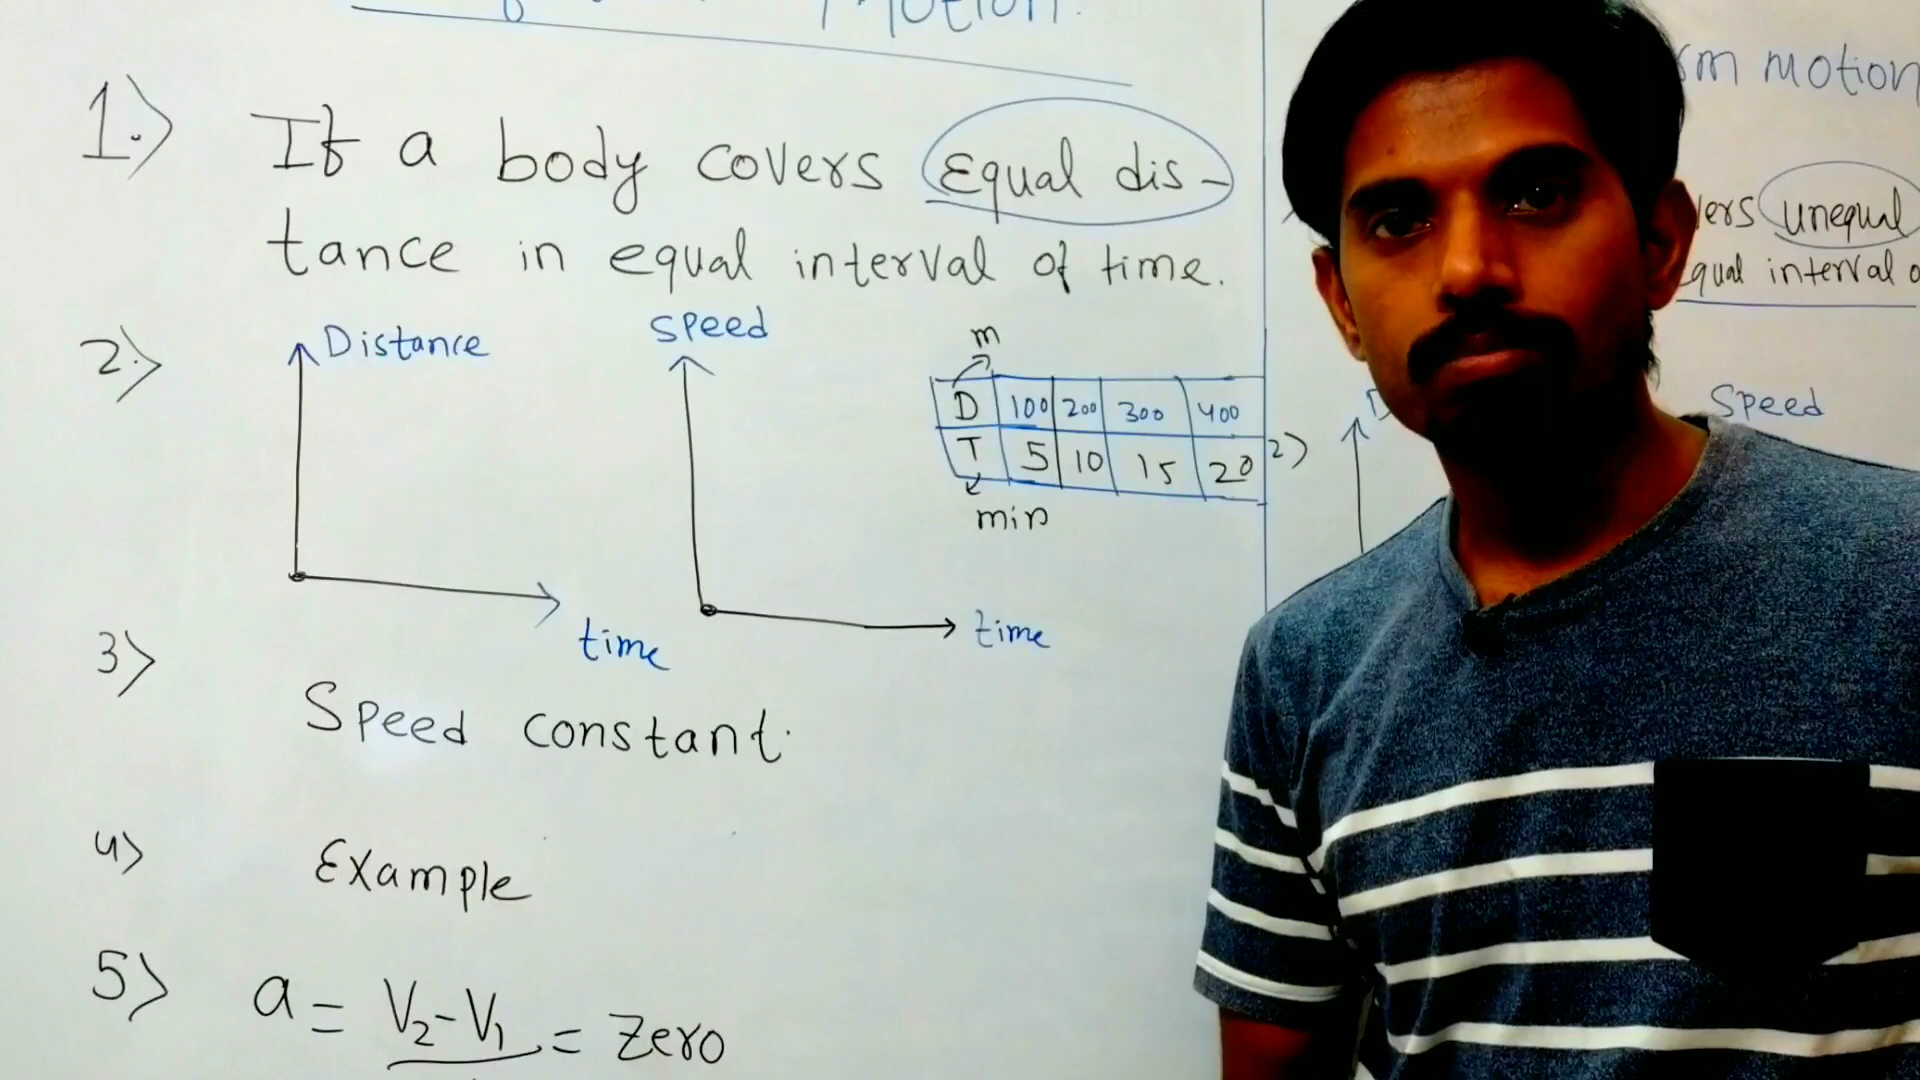 Motion.
1.) If a body covers Equal dis-
tance in equal interval of time.
2.) Distance
time
speed
time
m
D 100 200 300 400
T 5 10 15 20
min
3) Speed constant.
4) Example
5) a = V2-V1 = Zero
motion
unequal
interval
2)
D
Speed